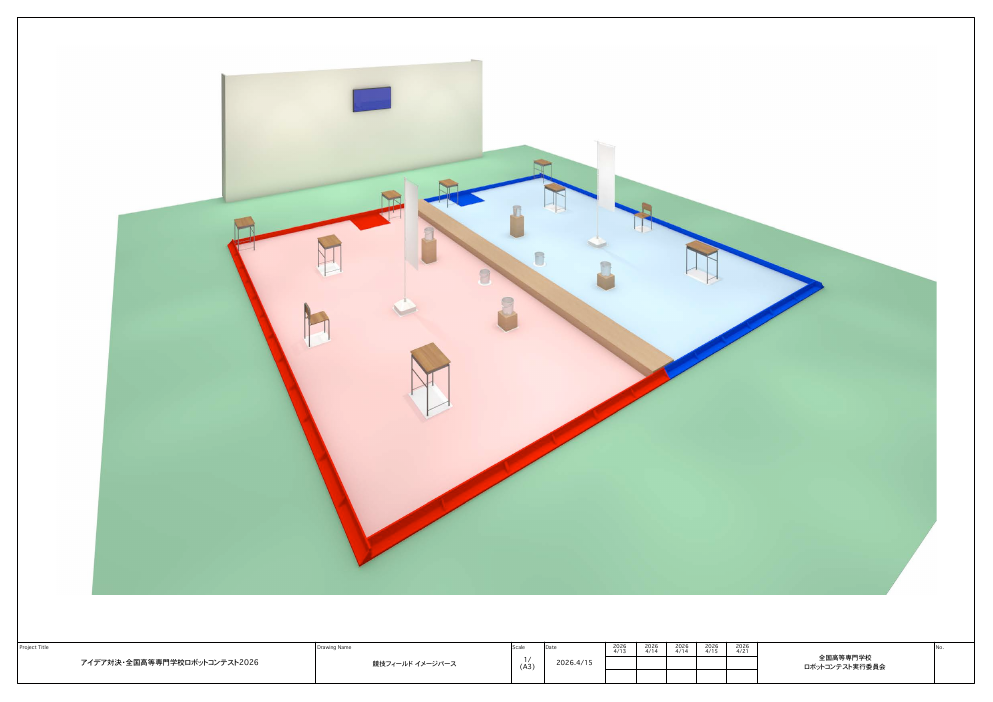 Project Title
アイデア対決・全国高等専門学校ロボットコンテスト2026
Drawing Name
競技フィールド イメージパース
Scale
1/
(A3)
Date
2026.4/15
2026
4/13
2026
4/14
2026
4/14
2026
4/15
2026
4/21
全国高等専門学校
ロボットコンテスト実行委員会
No.